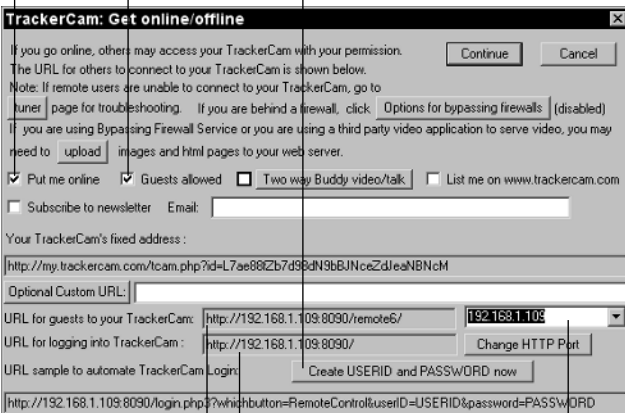 TrackerCam: Get online/offline
If you go online, others may access your TrackerCam with your permission.
Continue
Cancel
The URL for others to connect to your TrackerCam is shown below.
Note: If remote users are unable to connect to your TrackerCam, go to
tuner page for troubleshooting. If you are behind a firewall, click Options for bypassing firewalls (disabled)
If you are using Bypassing Firewall Service or you are using a third party video application to serve video, you may
need to upload images and html pages to your web server.
Put me online Guests allowed Two way Buddy video/talk List me on www.trackercam.com
Subscribe to newsletter Email:
Your TrackerCam's fixed address :
http://my.trackercam.com/tcam.php?id=L7ae88fZb7d98dN9bBJNceZdJeaNBNcM
Optional Custom URL:
URL for guests to your TrackerCam: http://192.168.1.109:8090/remote6/ 192.168.1.109
URL for logging into TrackerCam : http://192.168.1.109:8090/ Change HTTP Port
URL sample to automate TrackerCam Login: Create USERID and PASSWORD now
http://192.168.1.109:8090/login.php3?whichbutton=RemoteControl&userID=USERID&password=PASSWORD